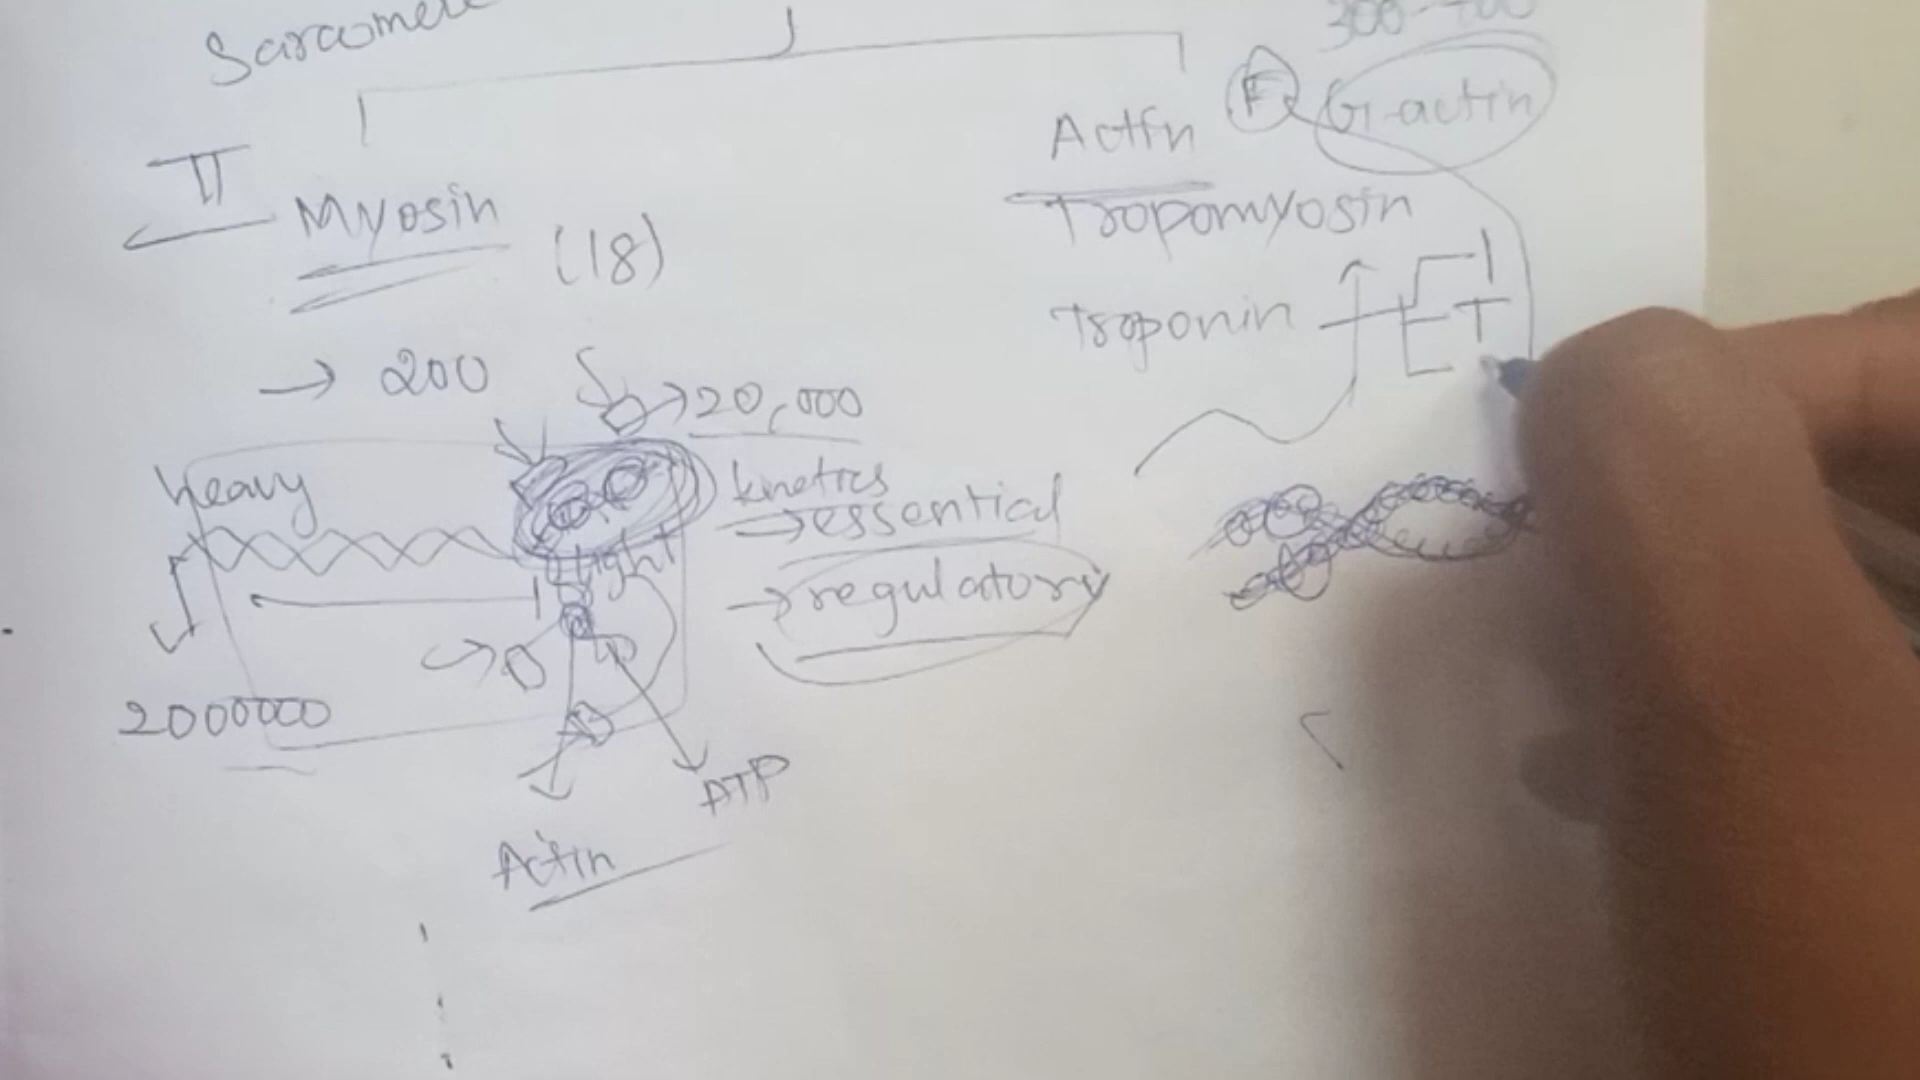 Sarcomere
300-400
F G-actin
Actin
II
Myosin
(18)
Tropomyosin
Troponin
I
T
→ 200
→ 20,000
heavy
kinetics
→ essential
light
→ regulatory
2000000
ATP
Actin